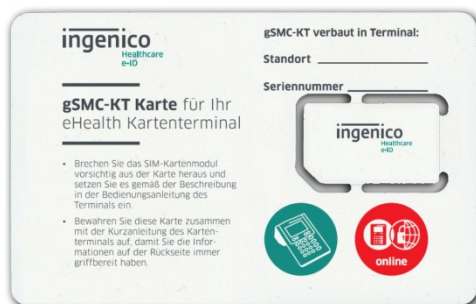 ingenico
Healthcare
e-ID
gSMC-KT Karte für Ihr
eHealth Kartenterminal
• Brechen Sie das SIM-Kartenmodul
vorsichtig aus der Karte heraus und
setzen Sie es gemäß der Beschreibung
in der Bedienungsanleitung des
Terminals ein.
• Bewahren Sie diese Karte zusammen
mit der Kurzanleitung des Karten-
terminals auf, damit Sie die Infor-
mationen auf der Rückseite immer
griffbereit haben.
gSMC-KT verbaut in Terminal:
Standort
Seriennummer
ingenico
Healthcare
e-ID
online